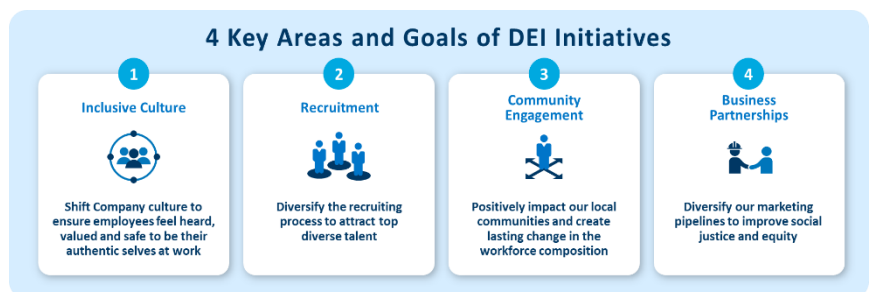 4 Key Areas and Goals of DEI Initiatives
1
Inclusive Culture
Shift Company culture to
ensure employees feel heard,
valued and safe to be their
authentic selves at work
2
Recruitment
Diversify the recruiting
process to attract top
diverse talent
3
Community
Engagement
Positively impact our local
communities and create
lasting change in the
workforce composition
4
Business
Partnerships
Diversify our marketing
pipelines to improve social
justice and equity